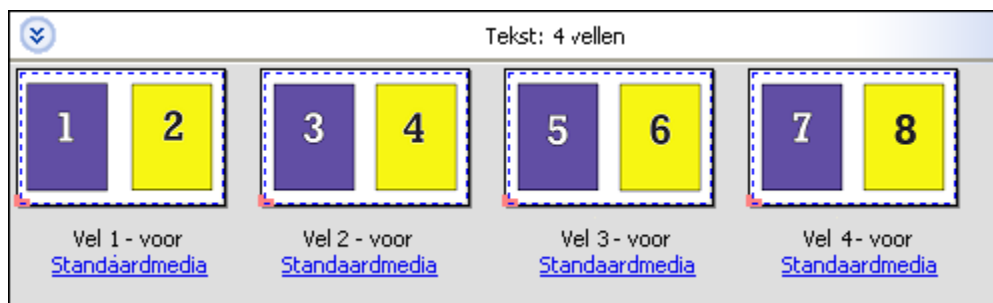 Tekst: 4 vellen
1 2 3 4 5 6 7 8
Vel 1 - voor Vel 2 - voor Vel 3 - voor Vel 4- voor
Standaardmedia Standaardmedia Standaardmedia Standaardmedia